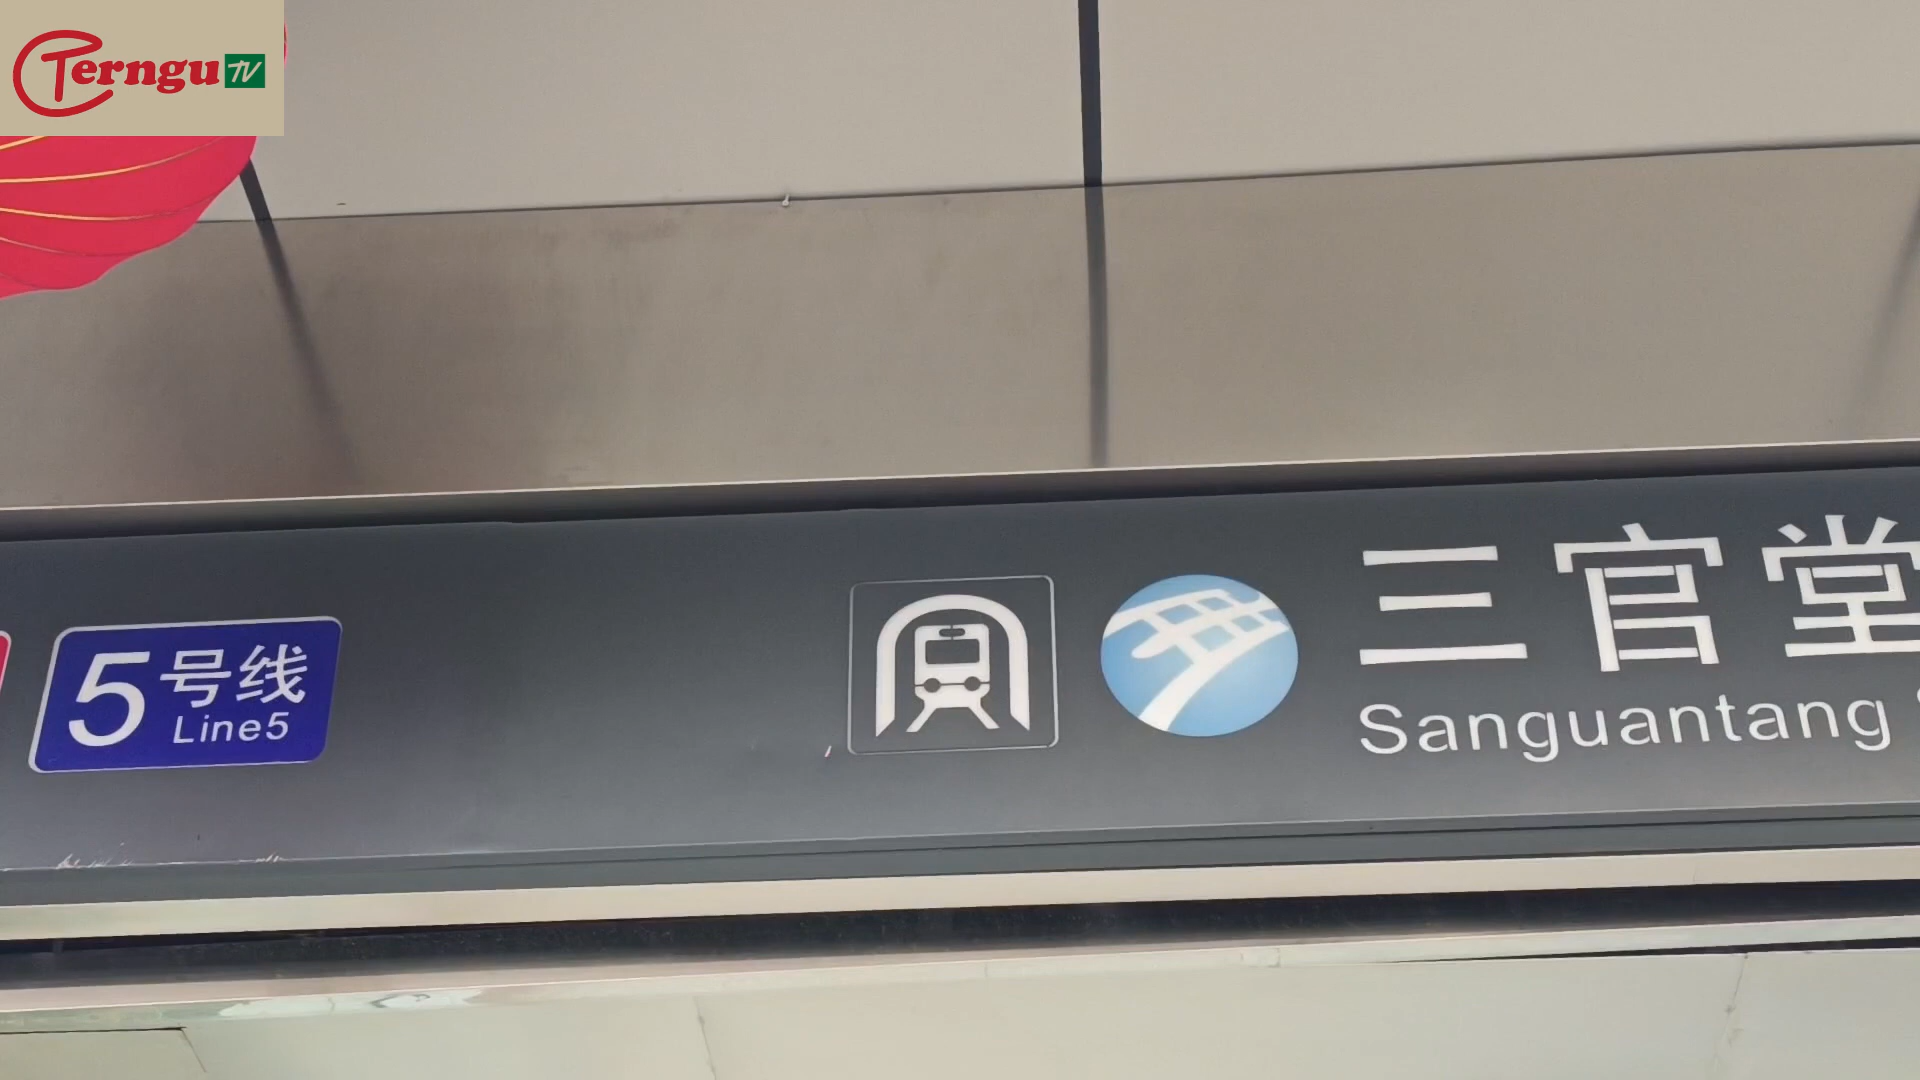 Terngu TV
5号线
Line5
三官堂
Sanguantang